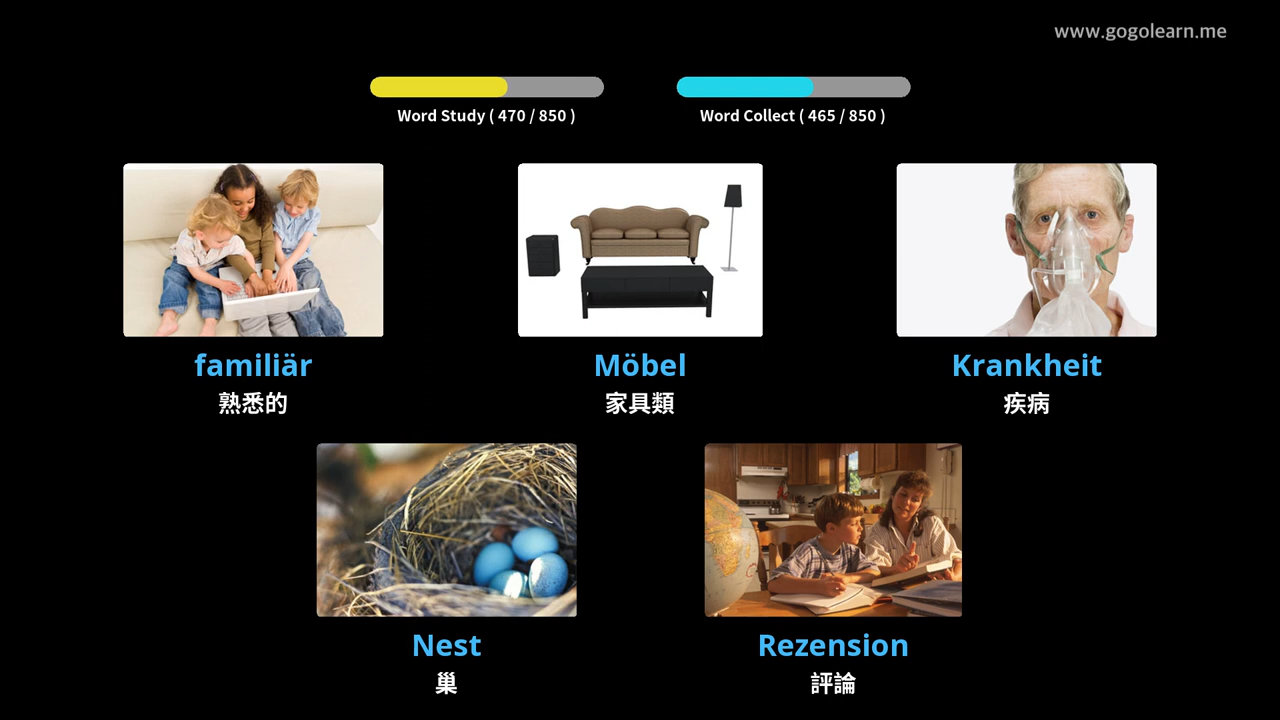 www.gogolearn.me
Word Study ( 470 / 850 )
Word Collect ( 465 / 850 )
familiär
熟悉的
Möbel
家具類
Krankheit
疾病
Nest
巢
Rezension
評論